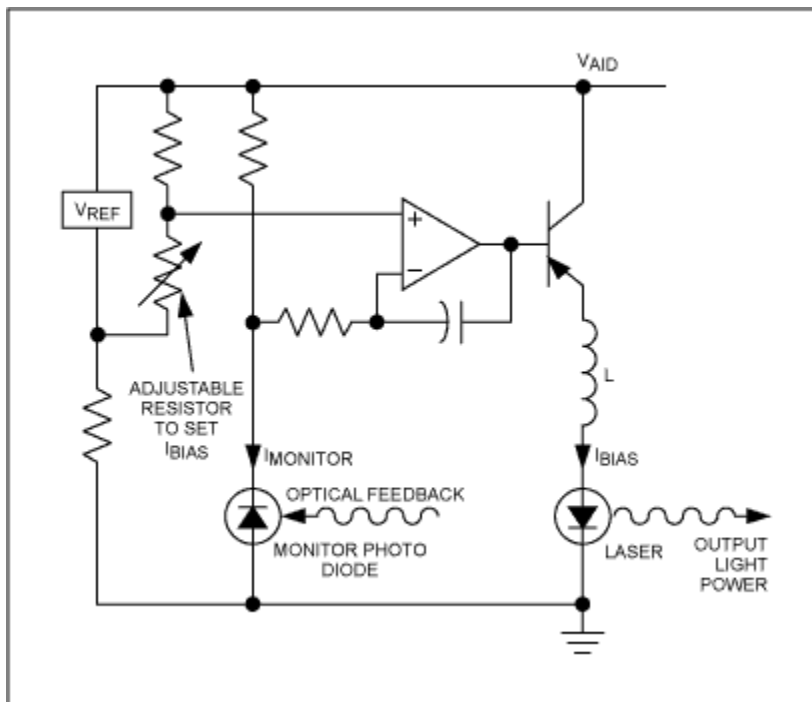 VAID
VREF
+
−
ADJUSTABLE
RESISTOR
TO SET
IBIAS
L
IMONITOR
OPTICAL FEEDBACK
MONITOR PHOTO
DIODE
IBIAS
LASER
OUTPUT
LIGHT
POWER